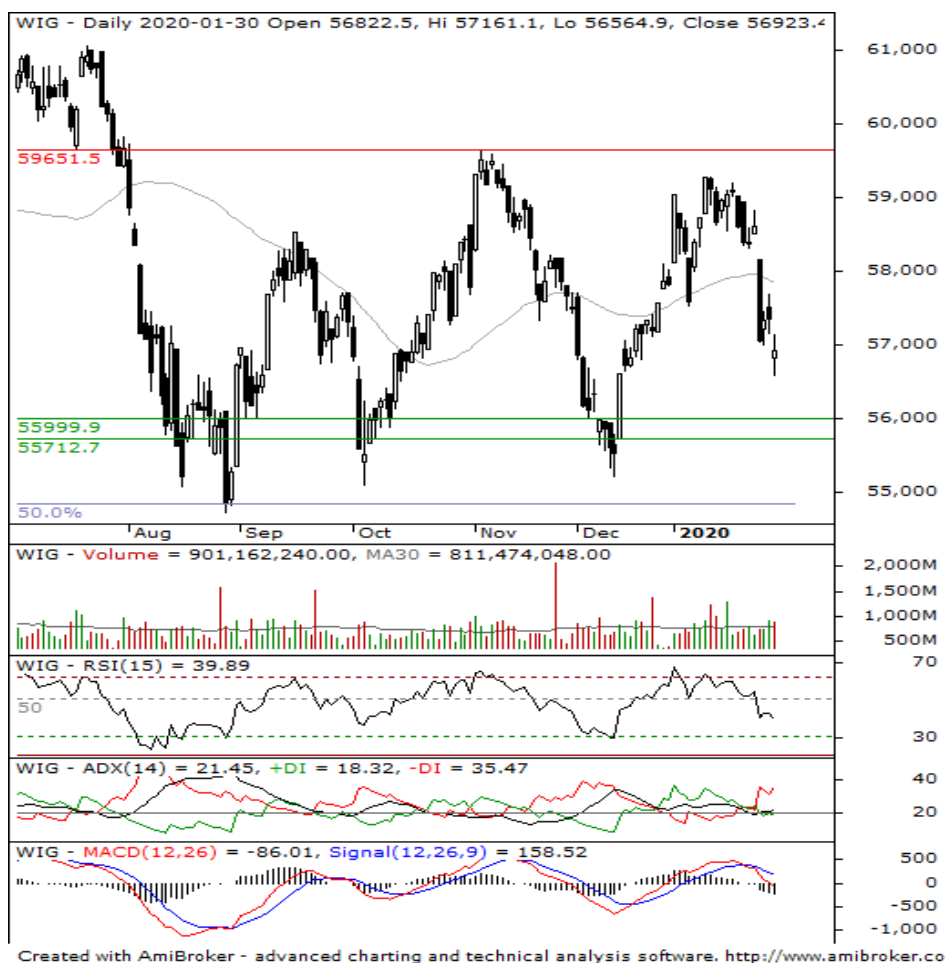 WIG - Daily 2020-01-30 Open 56822.5, Hi 57161.1, Lo 56564.9, Close 56923.4
61,000
60,000
59651.5
59,000
58,000
57,000
56,000
55999.9
55712.7
55,000
50.0%
Aug Sep Oct Nov Dec 2020
WIG - Volume = 901,162,240.00, MA30 = 811,474,048.00
2,000M
1,500M
1,000M
500M
WIG - RSI(15) = 39.89
70
50
30
WIG - ADX(14) = 21.45, +DI = 18.32, -DI = 35.47
40
20
WIG - MACD(12,26) = -86.01, Signal(12,26,9) = 158.52
500
0
-500
-1,000
Created with AmiBroker - advanced charting and technical analysis software. http://www.amibroker.co